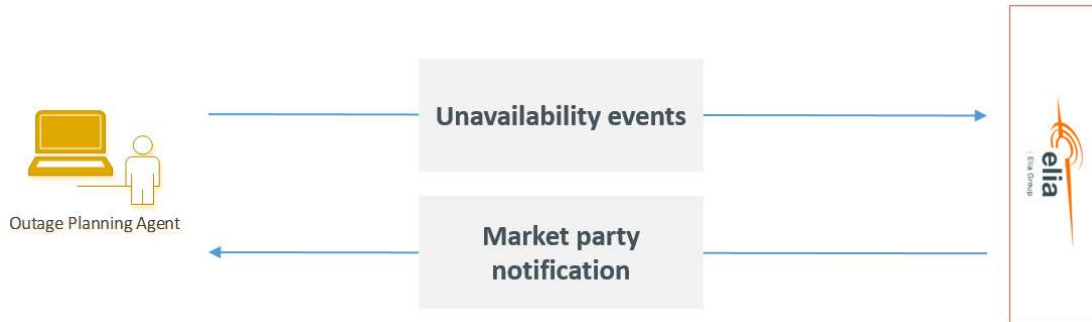 Unavailability events
Outage Planning Agent
Market party
notification
elia
Elia Group